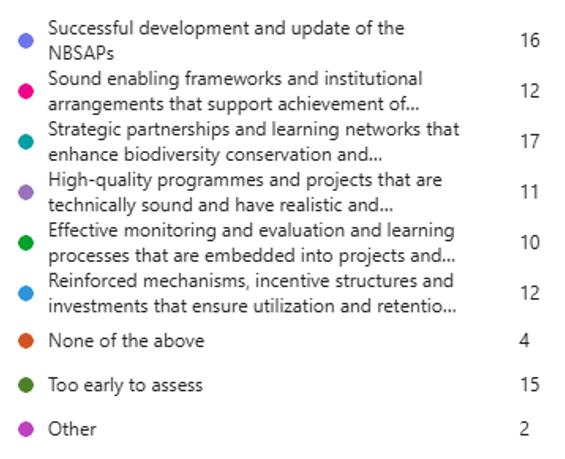 Successful development and update of the
NBSAPs
16
Sound enabling frameworks and institutional
arrangements that support achievement of...
12
Strategic partnerships and learning networks that
enhance biodiversity conservation and...
17
High-quality programmes and projects that are
technically sound and have realistic and...
11
Effective monitoring and evaluation and learning
processes that are embedded into projects and...
10
Reinforced mechanisms, incentive structures and
investments that ensure utilization and retentio...
12
None of the above
4
Too early to assess
15
Other
2